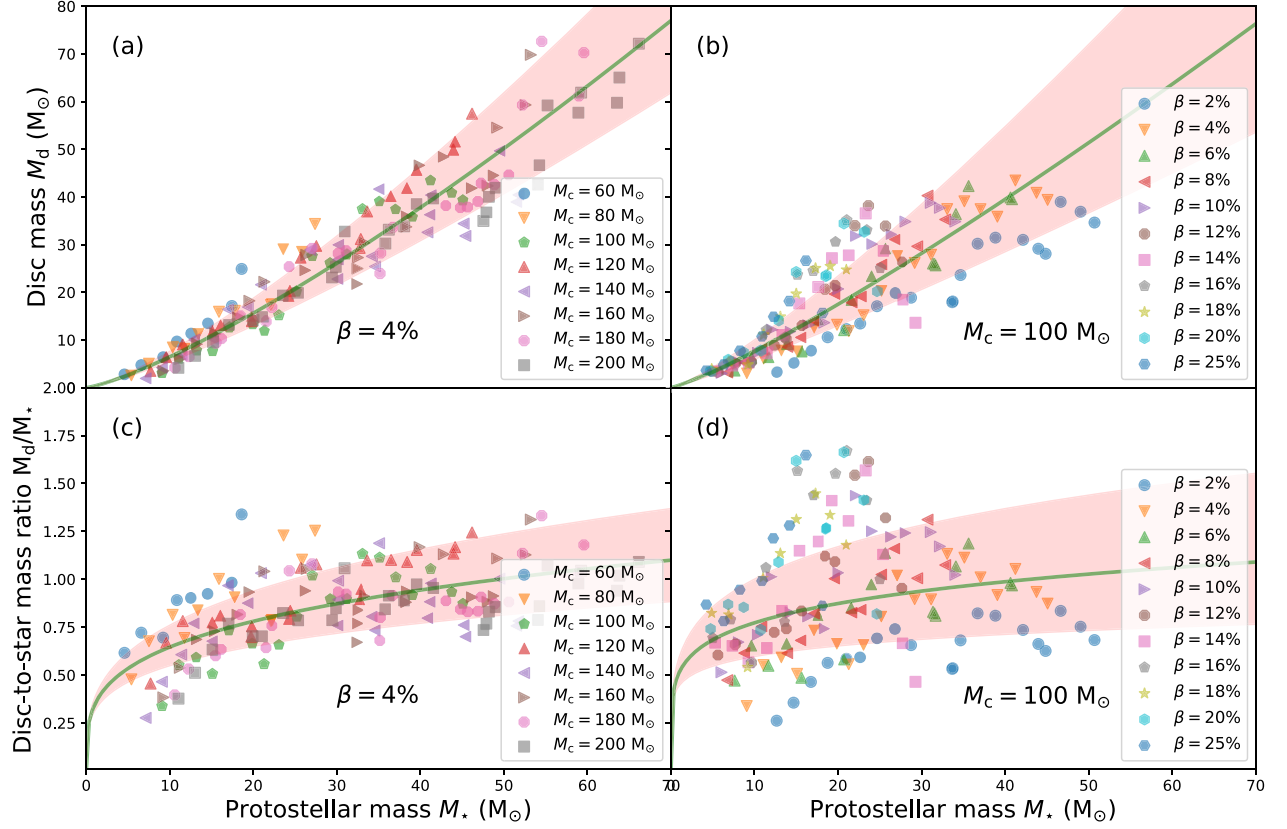 80
70
60
50
40
30
20
10
2.00
1.75
1.50
1.25
1.00
0.75
0.50
0.25
Disc mass M_d (M_⊙)
Disc-to-star mass ratio M_d/M_⋆
(a)
β = 4%
M_c = 60 M_⊙
M_c = 80 M_⊙
M_c = 100 M_⊙
M_c = 120 M_⊙
M_c = 140 M_⊙
M_c = 160 M_⊙
M_c = 180 M_⊙
M_c = 200 M_⊙
(b)
M_c = 100 M_⊙
β = 2%
β = 4%
β = 6%
β = 8%
β = 10%
β = 12%
β = 14%
β = 16%
β = 18%
β = 20%
β = 25%
(c)
β = 4%
M_c = 60 M_⊙
M_c = 80 M_⊙
M_c = 100 M_⊙
M_c = 120 M_⊙
M_c = 140 M_⊙
M_c = 160 M_⊙
M_c = 180 M_⊙
M_c = 200 M_⊙
(d)
M_c = 100 M_⊙
β = 2%
β = 4%
β = 6%
β = 8%
β = 10%
β = 12%
β = 14%
β = 16%
β = 18%
β = 20%
β = 25%
0 10 20 30 40 50 60 70
0 10 20 30 40 50 60 70
Protostellar mass M_⋆ (M_⊙)
Protostellar mass M_⋆ (M_⊙)